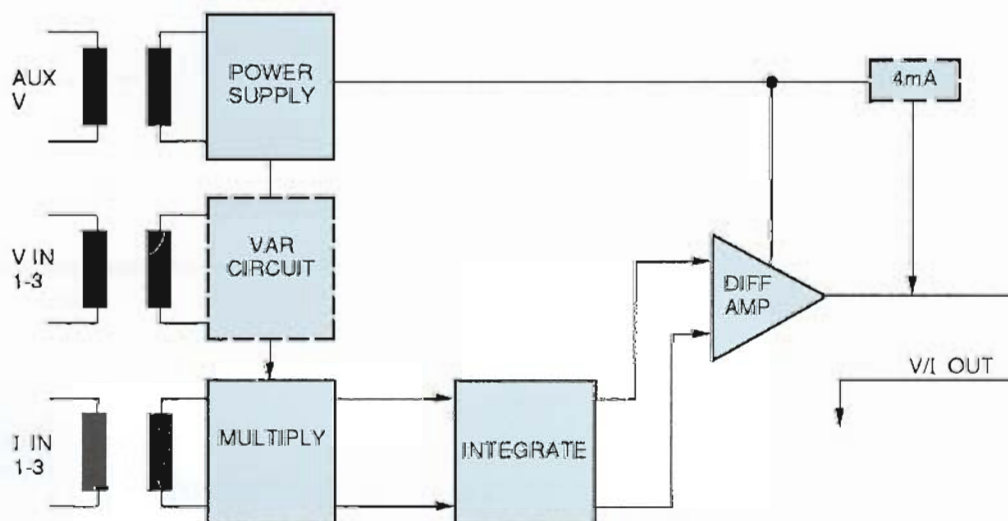 AUX
V
POWER
SUPPLY
4mA
V IN
1-3
VAR
CIRCUIT
DIFF
AMP
V/I OUT
I IN
1-3
MULTIPLY
INTEGRATE